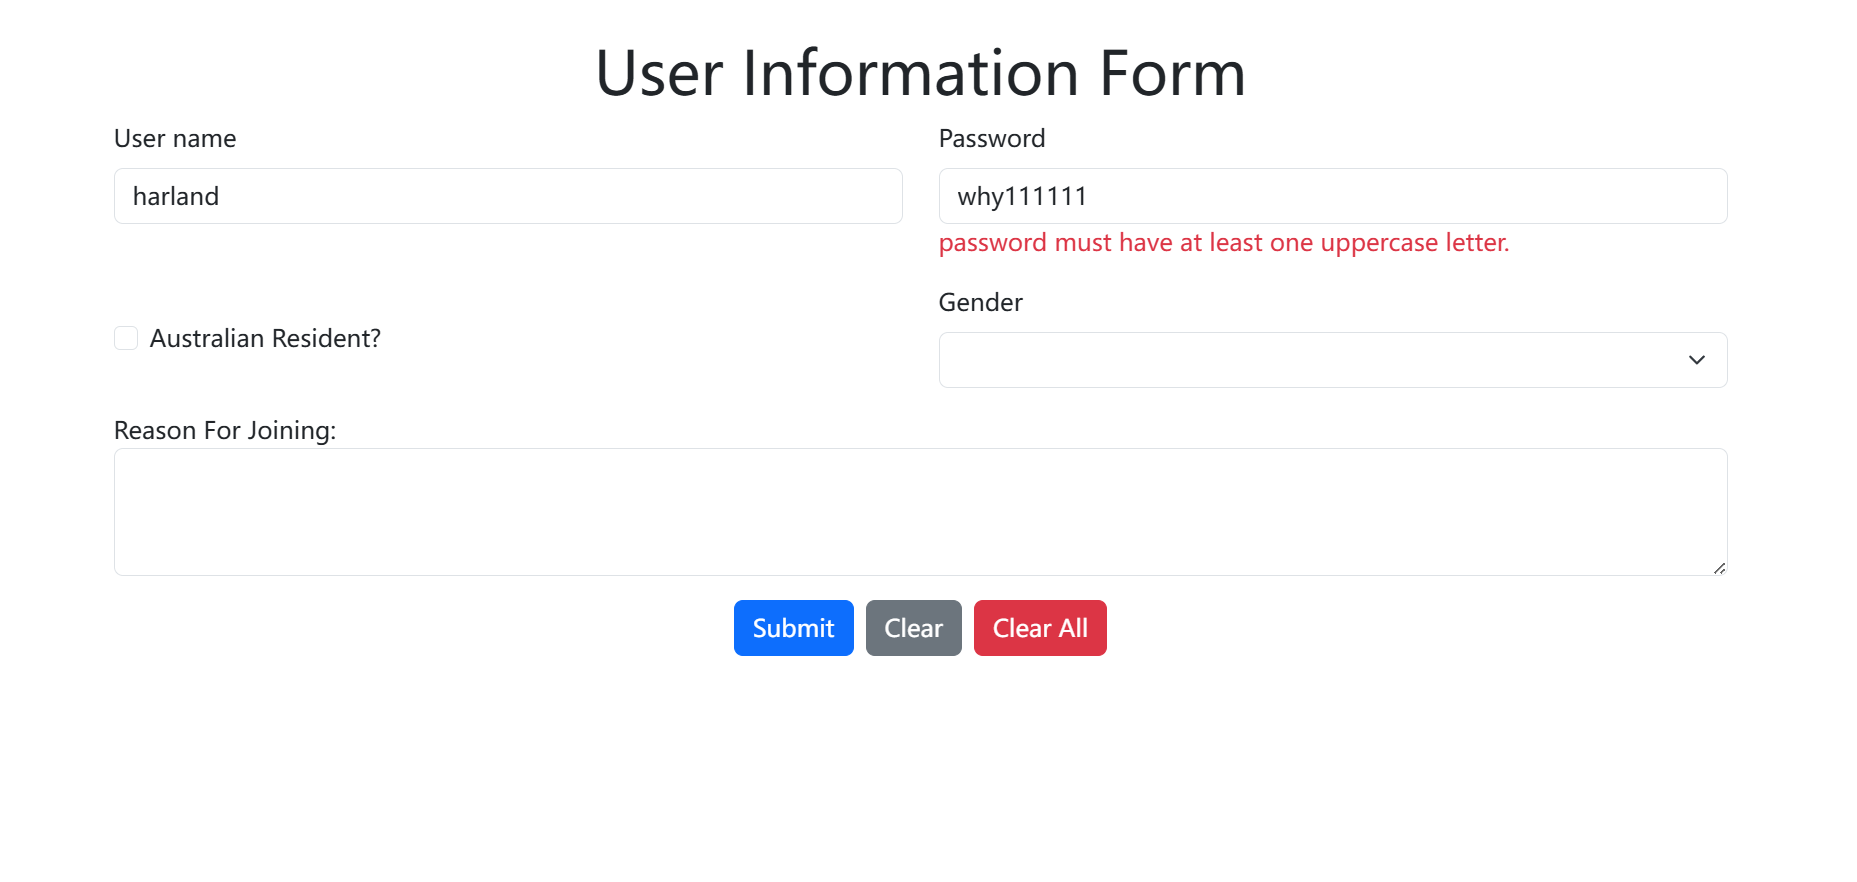 User Information Form
User name
Password
harland
why111111
password must have at least one uppercase letter.
Gender
Australian Resident?
Reason For Joining:
Submit
Clear
Clear All